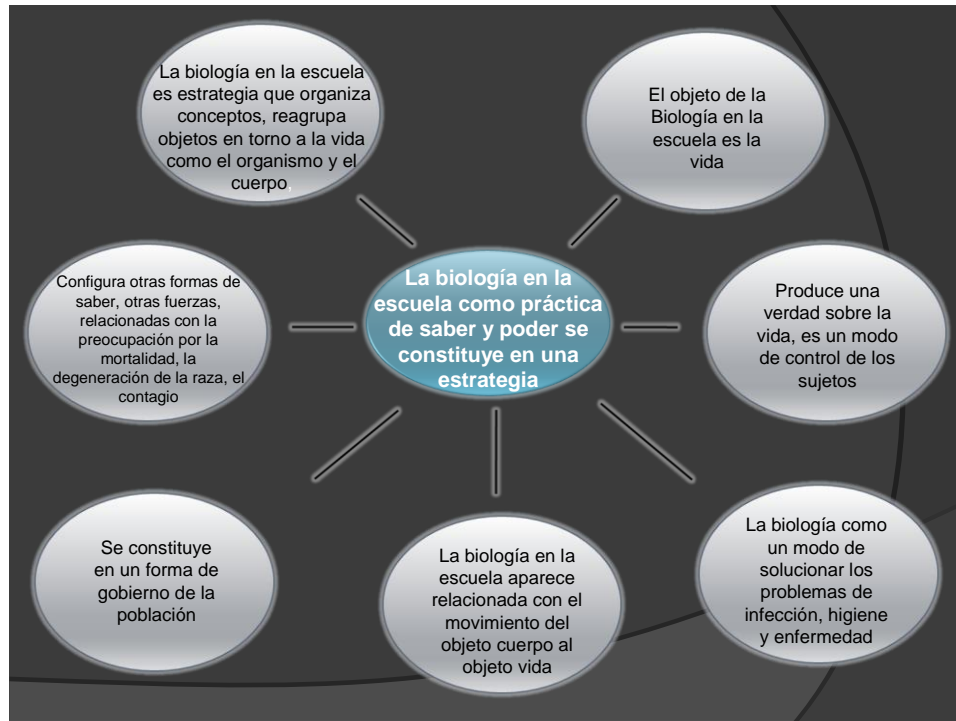 La biología en la escuela
es estrategia que organiza
conceptos, reagrupa
objetos en torno a la vida
como el organismo y el
cuerpo,
El objeto de la
Biología en la
escuela es la
vida
Configura otras formas de
saber, otras fuerzas,
relacionadas con la
preocupación por la
mortalidad, la
degeneración de la raza, el
contagio
La biología en la
escuela como práctica
de saber y poder se
constituye en una
estrategia
Produce una
verdad sobre la
vida, es un modo
de control de los
sujetos
Se constituye
en un forma de
gobierno de la
población
La biología en la
escuela aparece
relacionada con el
movimiento del
objeto cuerpo al
objeto vida
La biología como
un modo de
solucionar los
problemas de
infección, higiene
y enfermedad